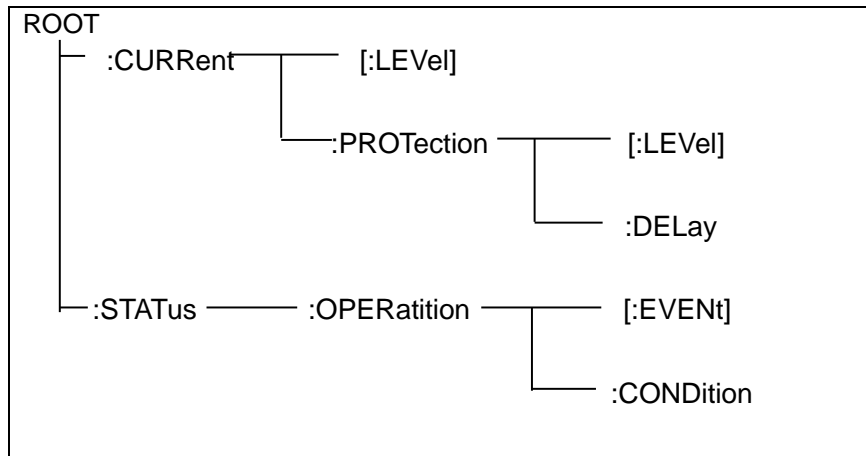 ROOT
:CURRent [:LEVel]
:PROTection [:LEVel]
:DELay
:STATus :OPERatition [:EVENt]
:CONDition